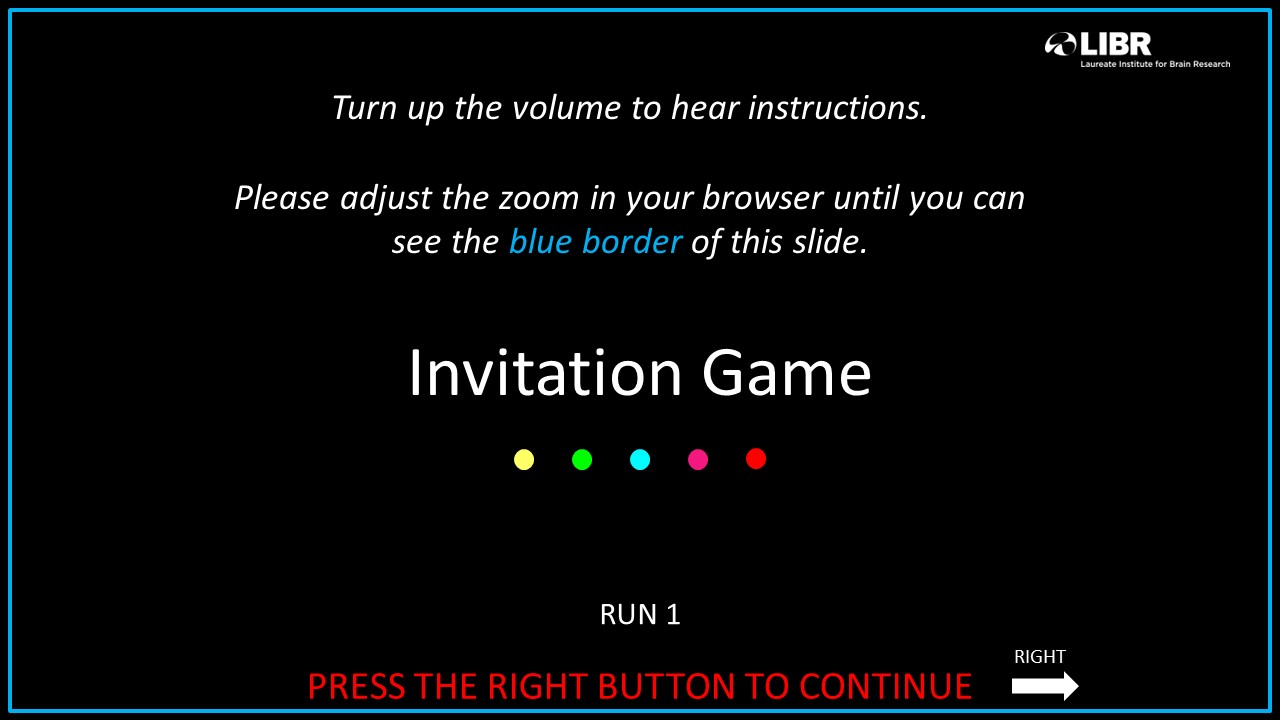 LIBR
Laureate Institute for Brain Research
Turn up the volume to hear instructions.
Please adjust the zoom in your browser until you can
see the blue border of this slide.
Invitation Game
RUN 1
RIGHT
PRESS THE RIGHT BUTTON TO CONTINUE